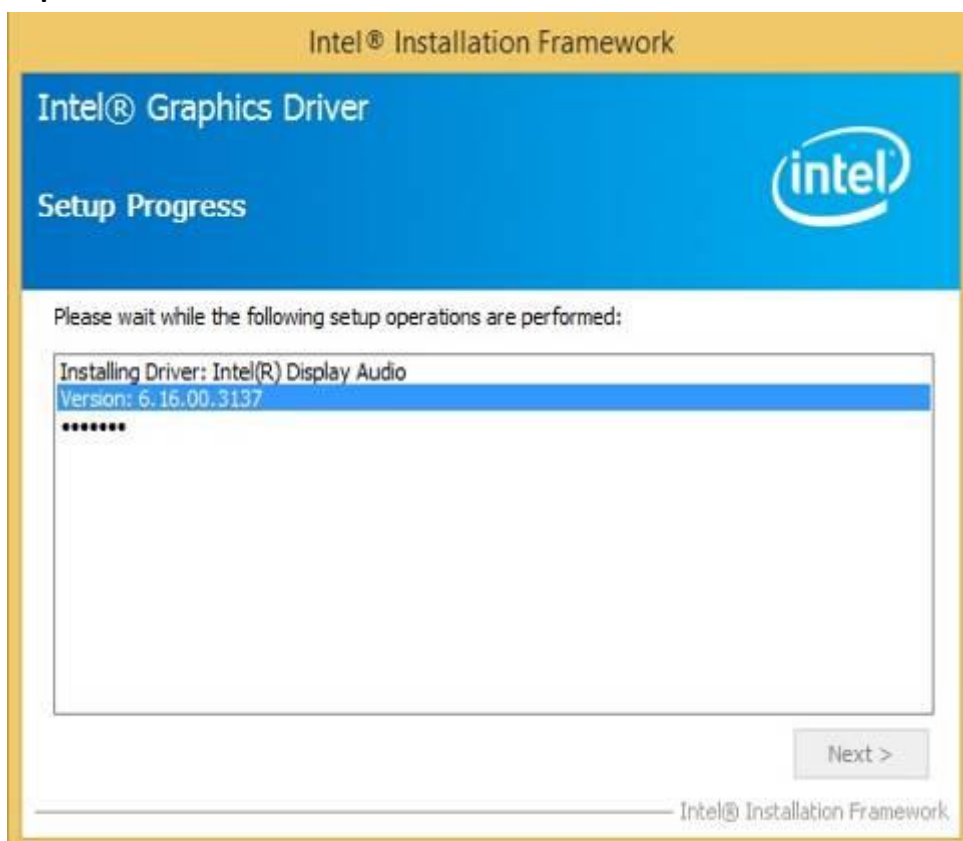 Intel® Installation Framework
Intel® Graphics Driver
intel
Setup Progress
Please wait while the following setup operations are performed:
Installing Driver: Intel(R) Display Audio
Version: 6.16.00.3137
•••••••
Next >
Intel® Installation Framework